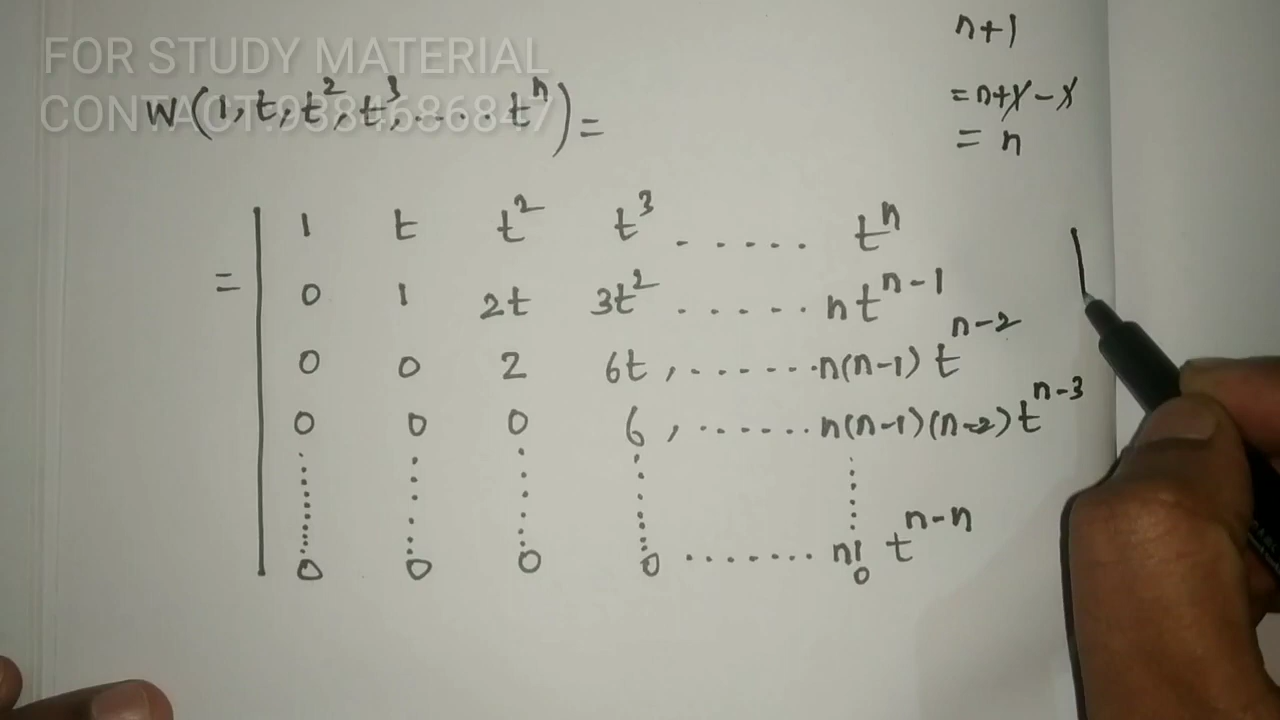 FOR STUDY MATERIAL
n+1
W(1, t, t², t³, ..... tⁿ) =
= n+1-1
= n
1 t t² t³ ...... tⁿ
= 0 1 2t 3t² ...... n tⁿ⁻¹
0 0 2 6t, ....... n(n-1) tⁿ⁻²
0 0 0 6, ....... n(n-1)(n-2) tⁿ⁻³
0 0 0 0 ....... n! tⁿ⁻ⁿ
0